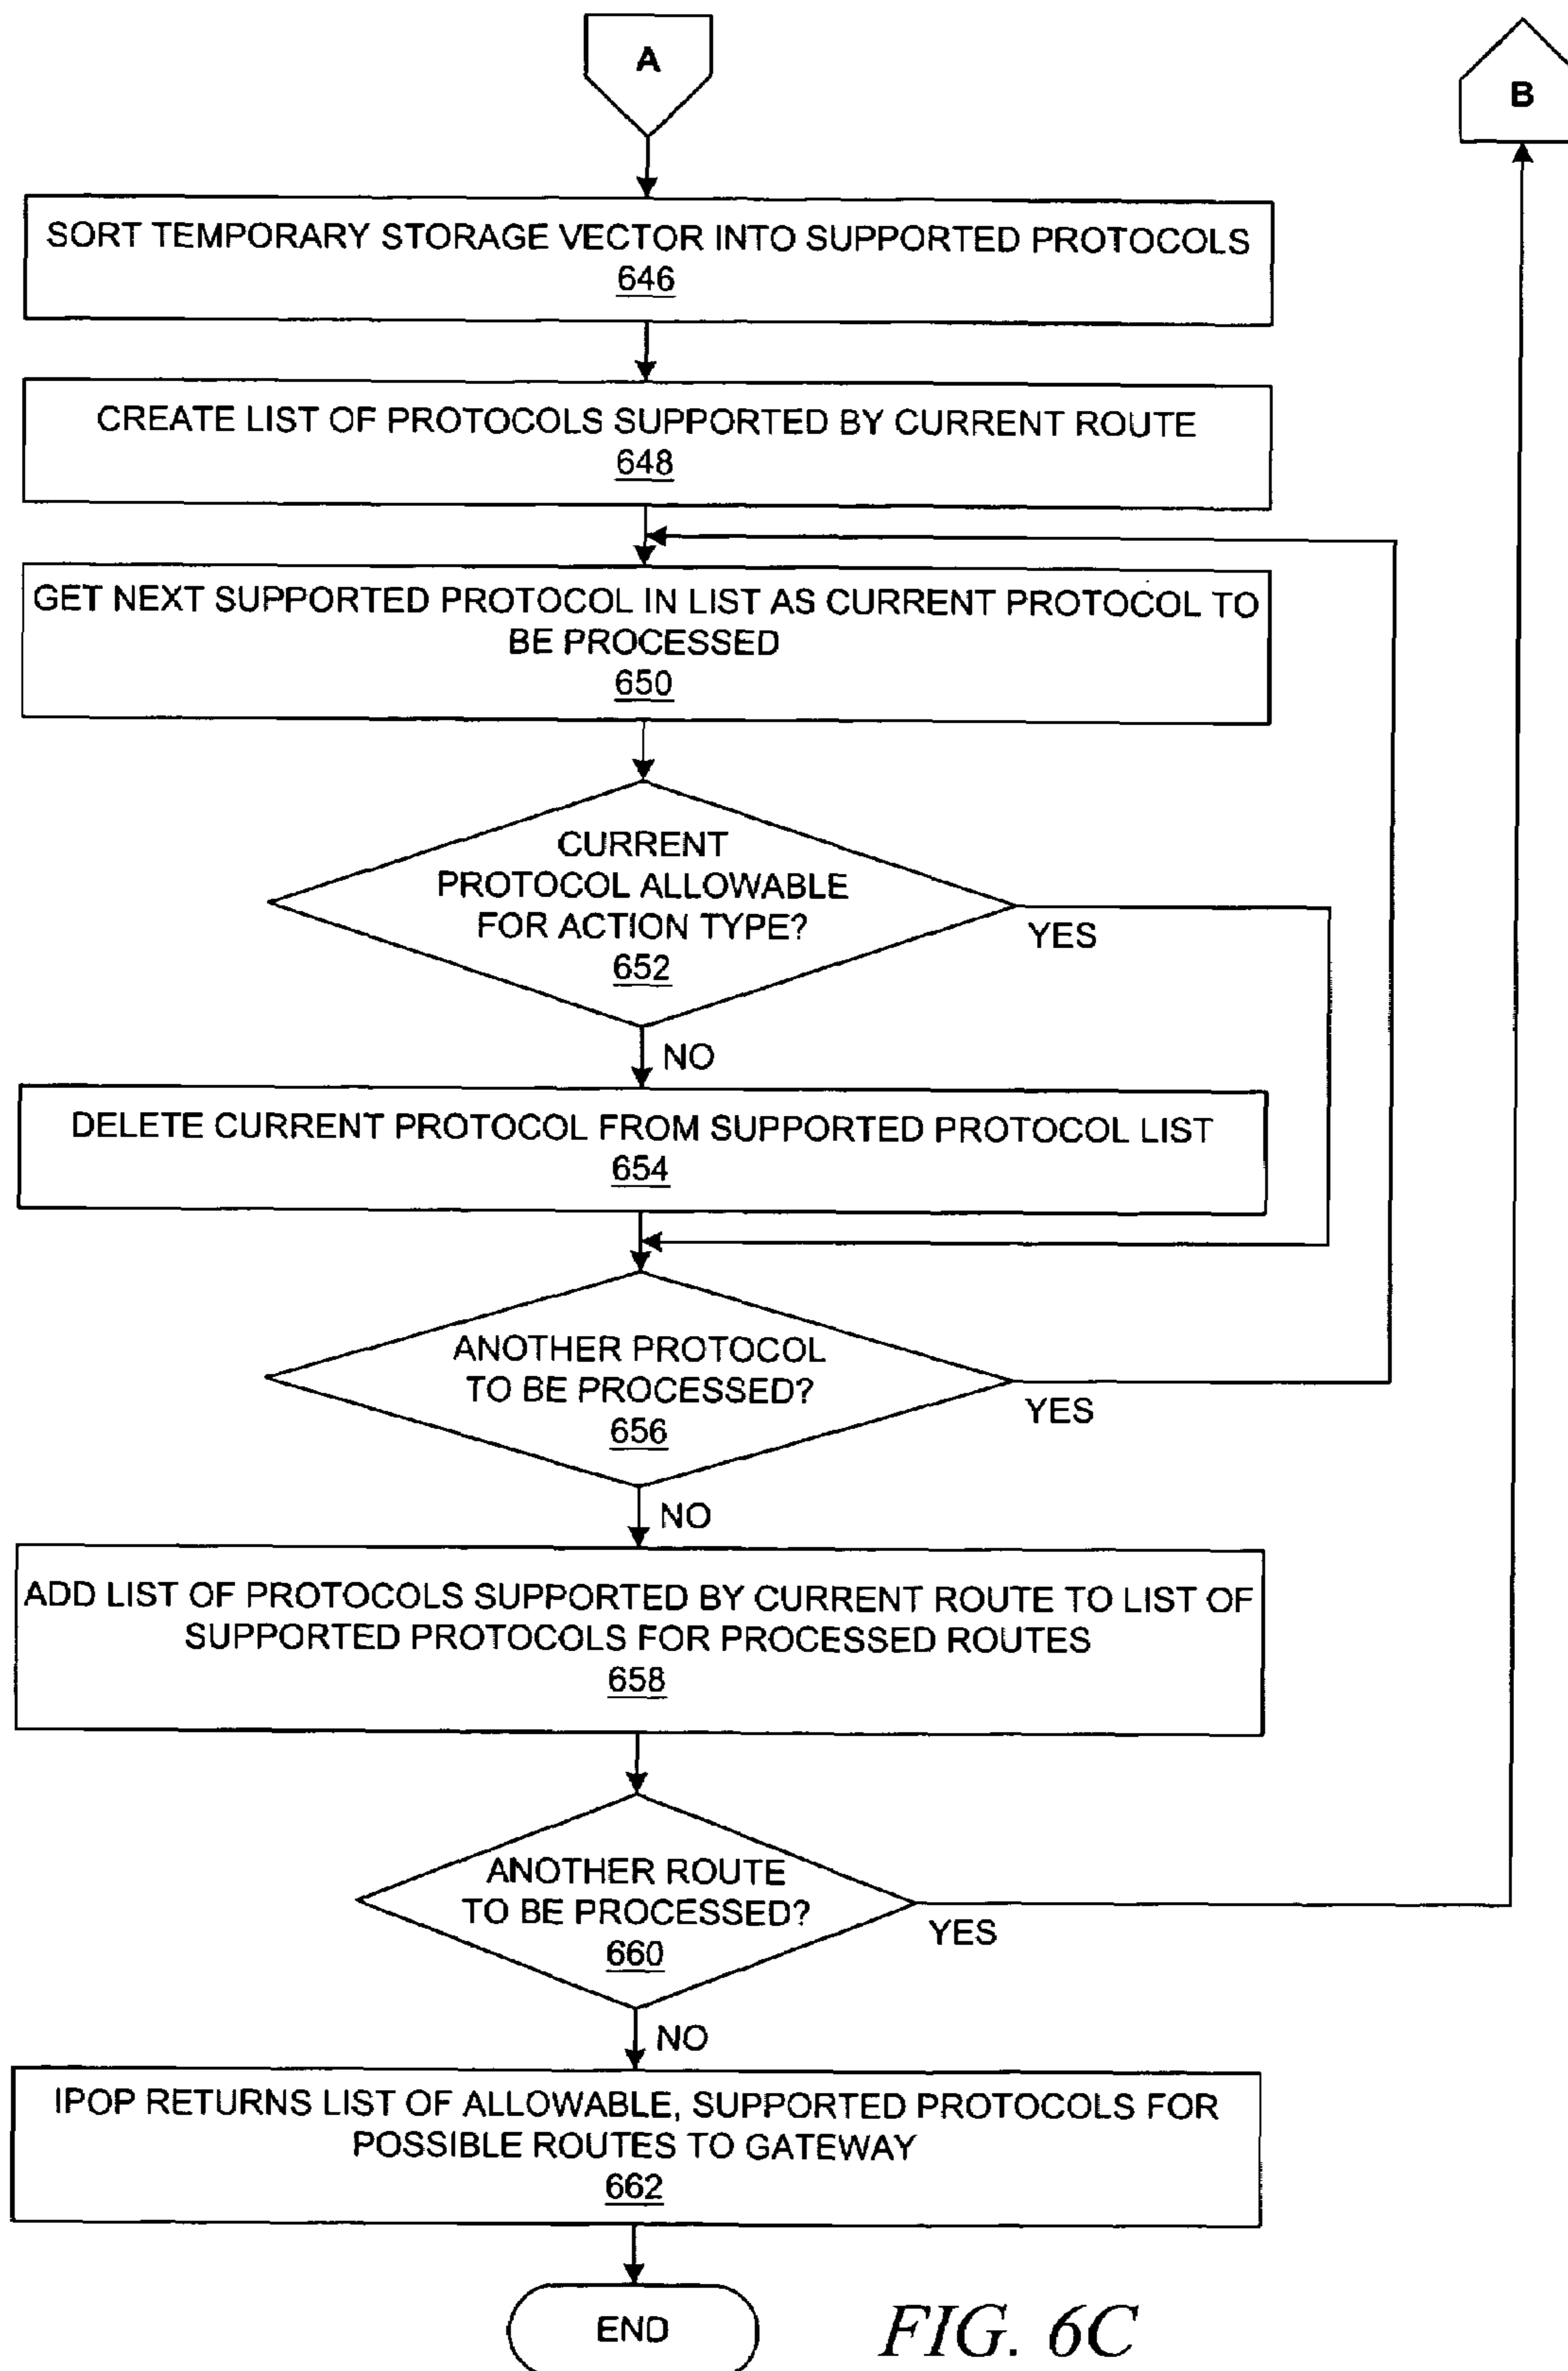 A
B
SORT TEMPORARY STORAGE VECTOR INTO SUPPORTED PROTOCOLS
646
CREATE LIST OF PROTOCOLS SUPPORTED BY CURRENT ROUTE
648
GET NEXT SUPPORTED PROTOCOL IN LIST AS CURRENT PROTOCOL TO
BE PROCESSED
650
CURRENT
PROTOCOL ALLOWABLE
FOR ACTION TYPE?
652
YES
NO
DELETE CURRENT PROTOCOL FROM SUPPORTED PROTOCOL LIST
654
ANOTHER PROTOCOL
TO BE PROCESSED?
656
YES
NO
ADD LIST OF PROTOCOLS SUPPORTED BY CURRENT ROUTE TO LIST OF
SUPPORTED PROTOCOLS FOR PROCESSED ROUTES
658
ANOTHER ROUTE
TO BE PROCESSED?
660
YES
NO
IPOP RETURNS LIST OF ALLOWABLE, SUPPORTED PROTOCOLS FOR
POSSIBLE ROUTES TO GATEWAY
662
END
FIG. 6C